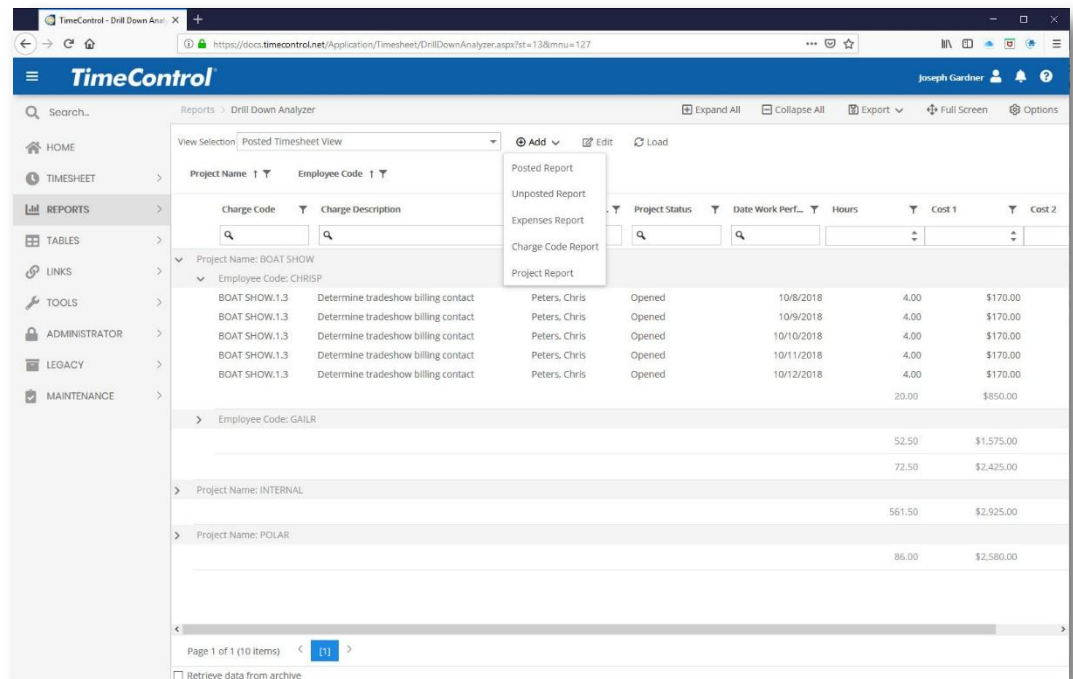 TimeControl - Drill Down Anal
https://docs.timecontrol.net/Application/Timesheet/DrillDownAnalyzer.aspx?st=13&mnu=127
TimeControl
Joseph Gardner
Search..
Reports > Drill Down Analyzer
Expand All Collapse All Export Full Screen Options
HOME
TIMESHEET
REPORTS
TABLES
LINKS
TOOLS
ADMINISTRATOR
LEGACY
MAINTENANCE
View Selection Posted Timesheet View Add Edit Load
Posted Report
Unposted Report
Expenses Report
Charge Code Report
Project Report
Project Name Employee Code
Charge Code Charge Description . Project Status Date Work Perf... Hours Cost 1 Cost 2
Project Name: BOAT SHOW
Employee Code: CHRISP
BOAT SHOW.1.3 Determine tradeshow billing contact Peters, Chris Opened 10/8/2018 4.00 $170.00
BOAT SHOW.1.3 Determine tradeshow billing contact Peters, Chris Opened 10/9/2018 4.00 $170.00
BOAT SHOW.1.3 Determine tradeshow billing contact Peters, Chris Opened 10/10/2018 4.00 $170.00
BOAT SHOW.1.3 Determine tradeshow billing contact Peters, Chris Opened 10/11/2018 4.00 $170.00
BOAT SHOW.1.3 Determine tradeshow billing contact Peters, Chris Opened 10/12/2018 4.00 $170.00
20.00 $850.00
Employee Code: GAILR
52.50 $1,575.00
72.50 $2,425.00
Project Name: INTERNAL
561.50 $2,925.00
Project Name: POLAR
86.00 $2,580.00
Page 1 of 1 (10 items) [1]
Retrieve data from archive